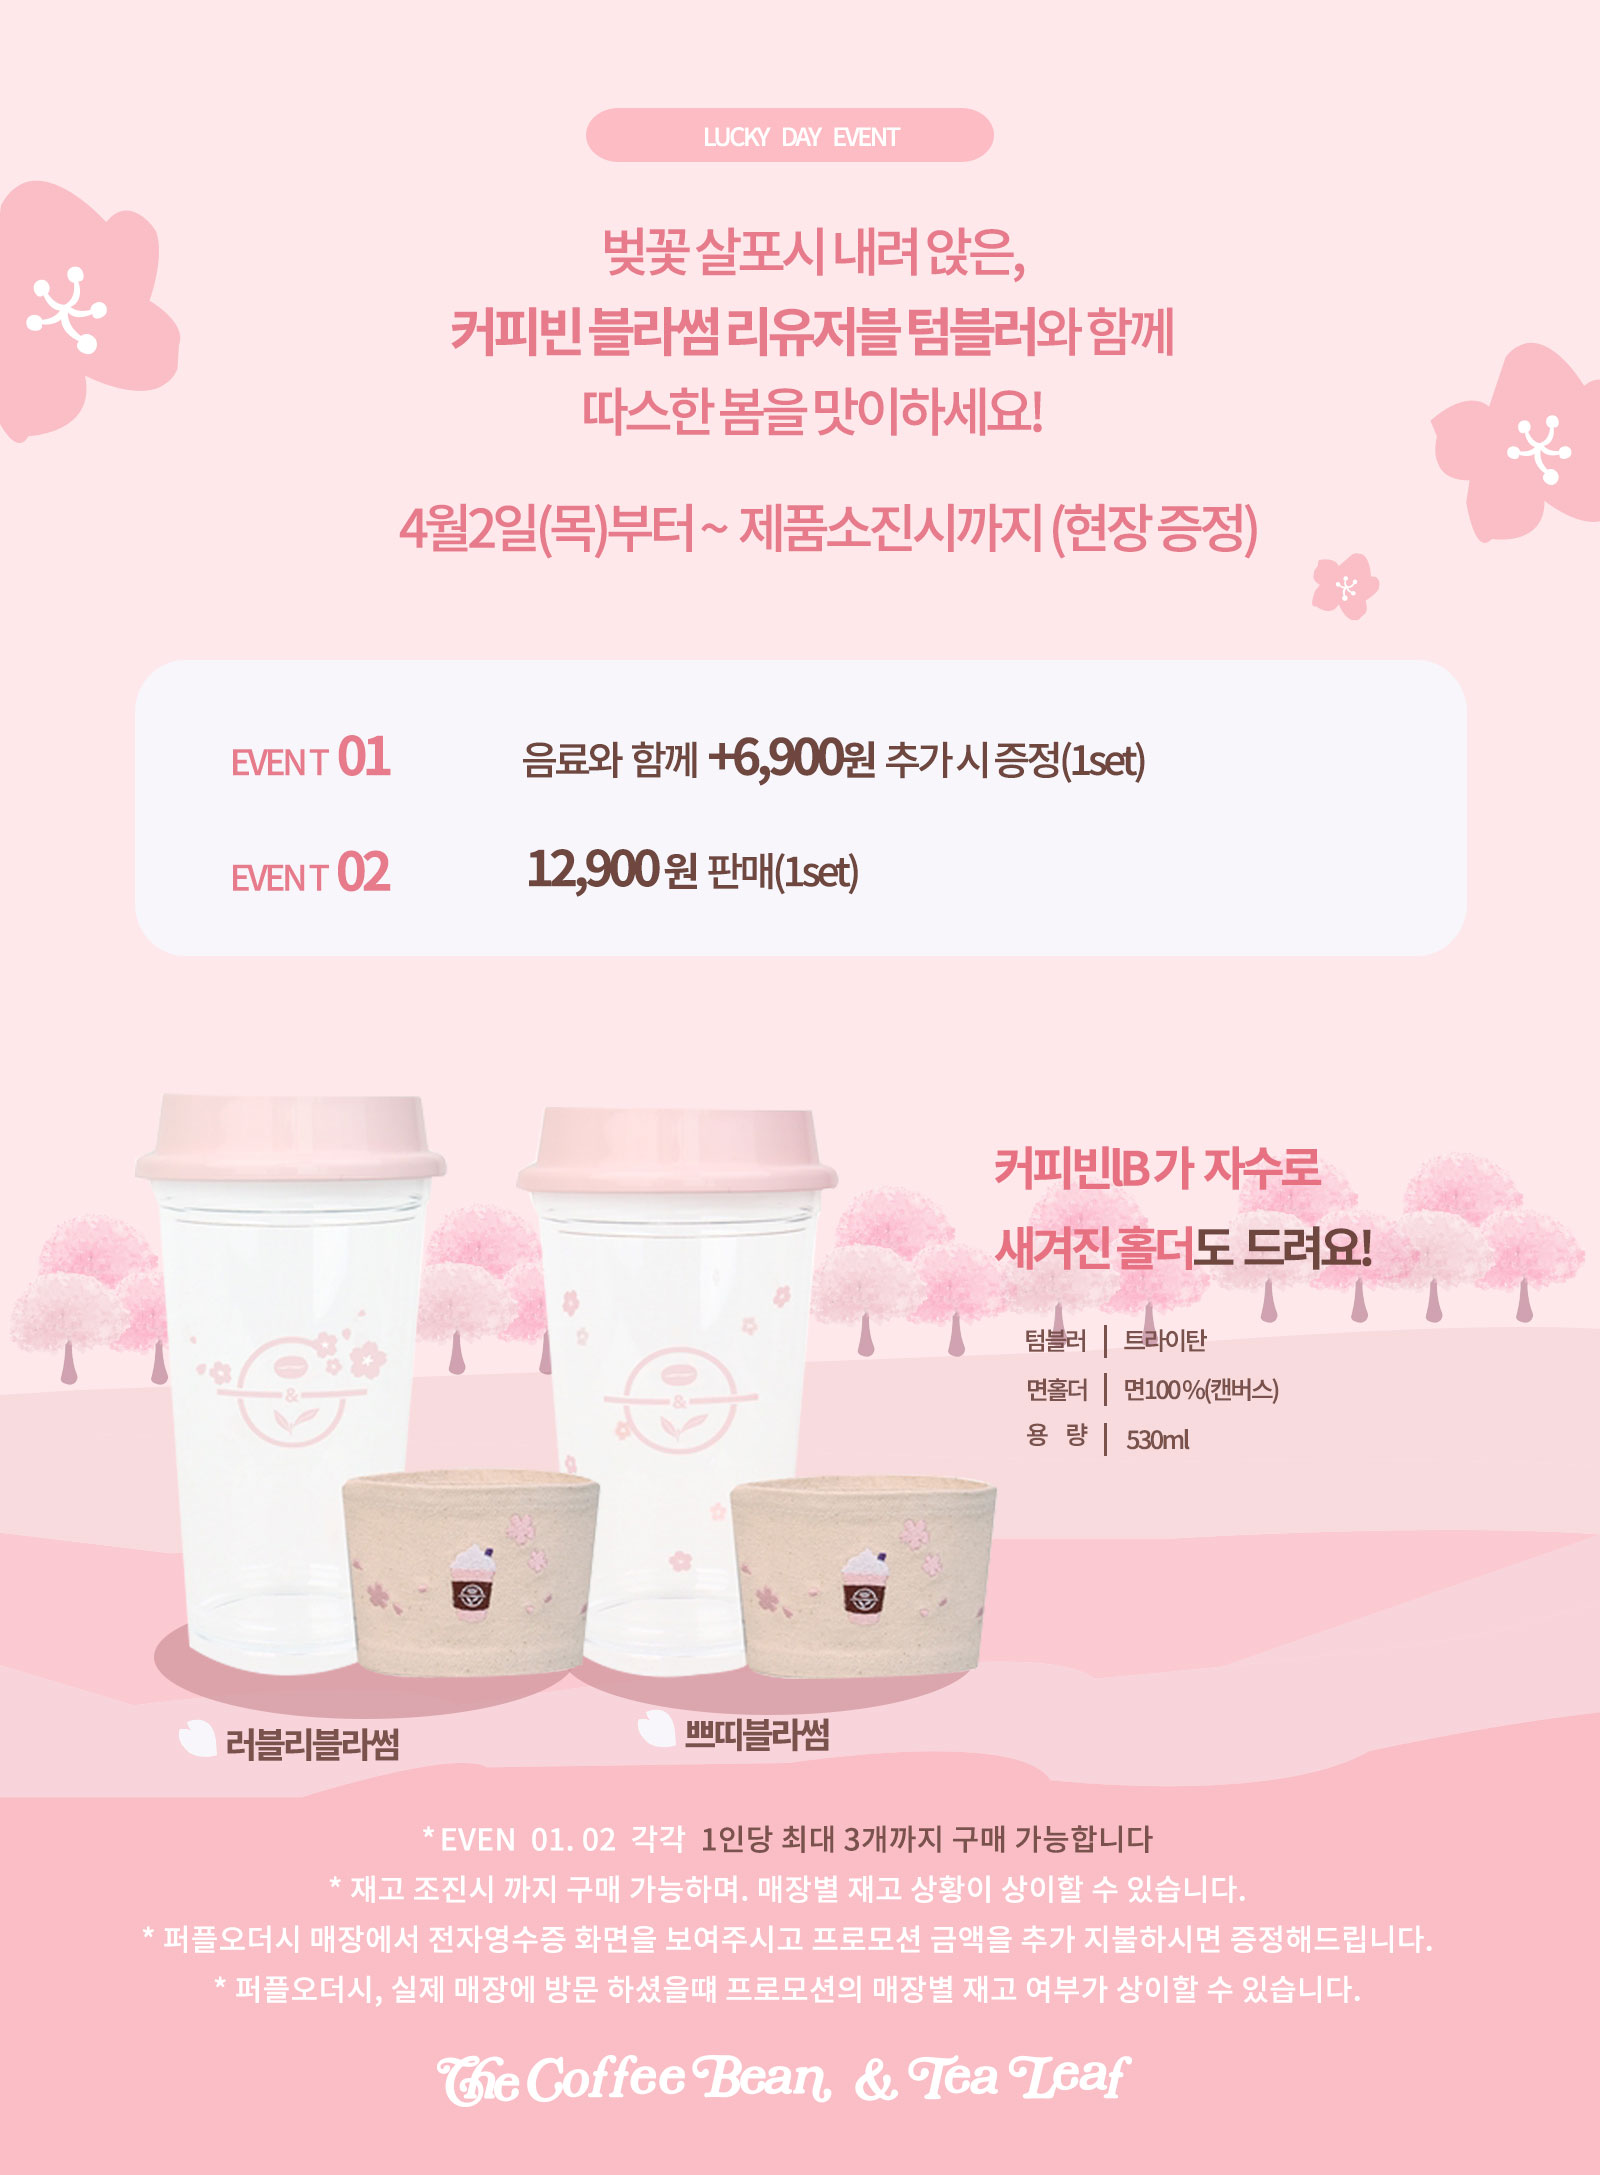 LUCKY DAY EVENT
벚꽃 살포시 내려 앉은,
커피빈 블라썸 리유저블 텀블러와 함께
따스한 봄을 맛이하세요!
4월2일(목)부터 ~ 제품소진시까지 (현장 증정)
EVENT 01 음료와 함께 +6,900원 추가 시 증정(1set)
EVENT 02 12,900 원 판매(1set)
커피빈IB가 자수로
새겨진 홀더도 드려요!
텀블러 | 트라이탄
면홀더 | 면100 %(캔버스)
용 량 | 530ml
&
&
러블리블라썸
쁘띠블라썸
* EVEN 01. 02 각각 1인당 최대 3개까지 구매 가능합니다
* 재고 조진시 까지 구매 가능하며. 매장별 재고 상황이 상이할 수 있습니다.
* 퍼플오더시 매장에서 전자영수증 화면을 보여주시고 프로모션 금액을 추가 지불하시면 증정해드립니다.
* 퍼플오더시, 실제 매장에 방문 하셨을떄 프로모션의 매장별 재고 여부가 상이할 수 있습니다.
The Coffee Bean & Tea Leaf